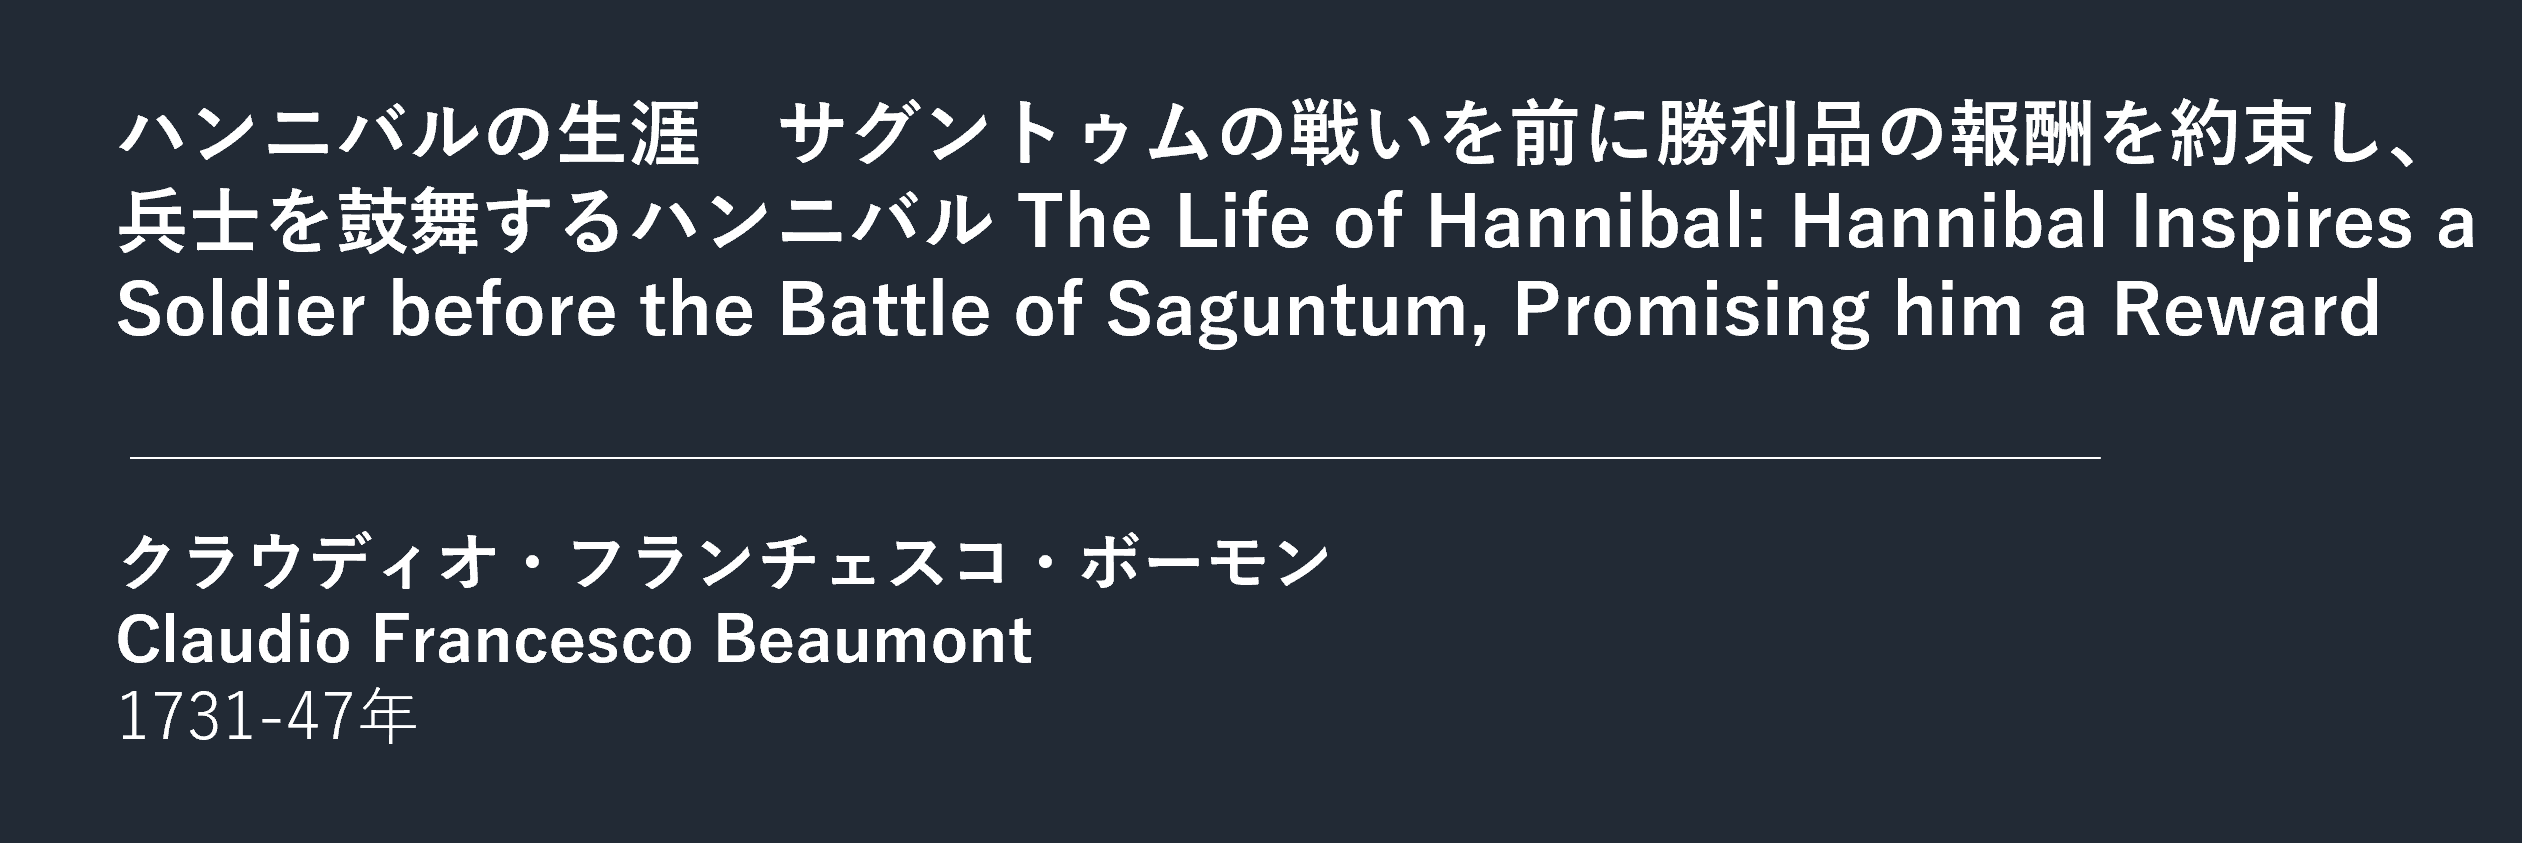 ハンニバルの生涯　サグントゥムの戦いを前に勝利品の報酬を約束し、
兵士を鼓舞するハンニバル The Life of Hannibal: Hannibal Inspires a
Soldier before the Battle of Saguntum, Promising him a Reward
クラウディオ・フランチェスコ・ボーモン
Claudio Francesco Beaumont
1731-47年